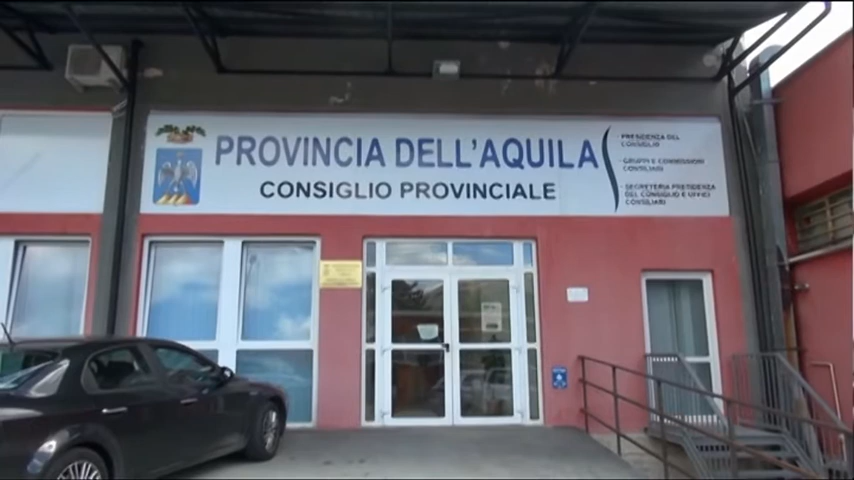 PROVINCIA DELL'AQUILA
CONSIGLIO PROVINCIALE
- PRESIDENZA DEL
CONSIGLIO
- GRUPPI E COMMISSIONI
CONSILIARI
- SEGRETERIA PRESIDENZA
DEL CONSIGLIO E UFFICI
CONSILIARI